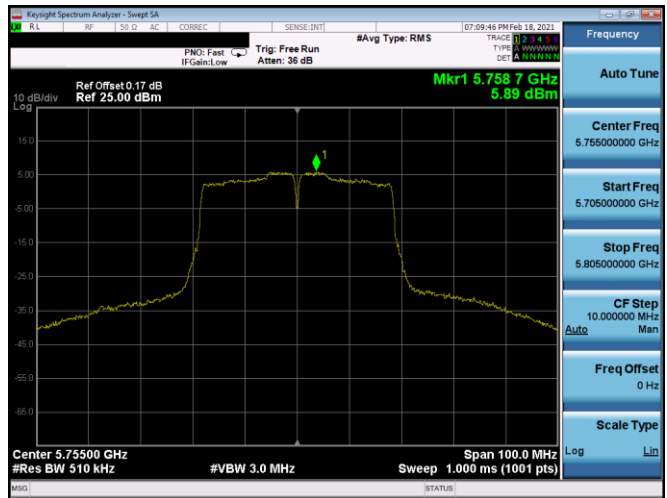 Keysight Spectrum Analyzer - Swept SA
RL RF 50 Ω AC CORREC SENSE:INT 07:09:46 PM Feb 18, 2021
#Avg Type: RMS
TRACE 1 2 3 4 5 6
TYPE A WWWWW
DET A NNNNN
PNO: Fast
IFGain:Low
Trig: Free Run
Atten: 36 dB
Frequency
Mkr1 5.758 7 GHz
5.89 dBm
Ref Offset 0.17 dB
Ref 25.00 dBm
10 dB/div
Log
15.0
5.00
-5.00
-15.0
-25.0
-35.0
-45.0
-55.0
-65.0
1
Auto Tune
Center Freq
5.755000000 GHz
Start Freq
5.705000000 GHz
Stop Freq
5.805000000 GHz
CF Step
10.000000 MHz
Auto Man
Freq Offset
0 Hz
Scale Type
Log Lin
Center 5.75500 GHz
#Res BW 510 kHz
#VBW 3.0 MHz
Span 100.0 MHz
Sweep 1.000 ms (1001 pts)
MSG
STATUS